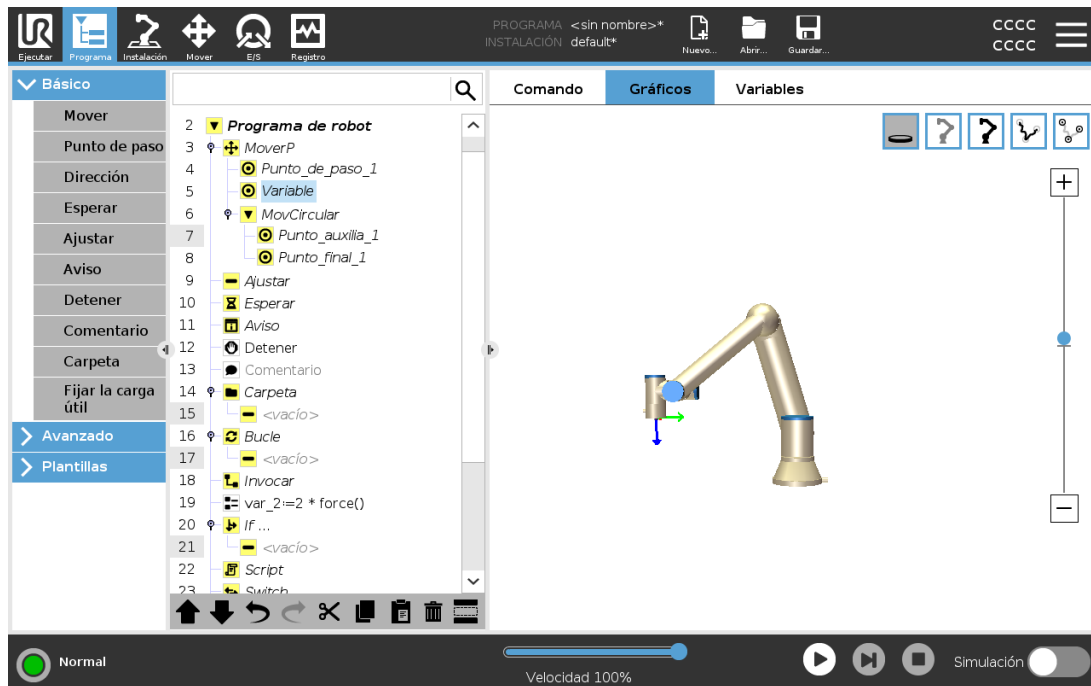 UR
PROGRAMA <sin nombre>*
INSTALACIÓN default*
CCCC
CCCC
Ejecutar Programa Instalación Mover E/S Registro Nuevo... Abrir... Guardar...
Básico
Mover
Punto de paso
Dirección
Esperar
Ajustar
Aviso
Detener
Comentario
Carpeta
Fijar la carga
útil
Avanzado
Plantillas
2 Programa de robot
3 MoverP
4 Punto_de_paso_1
5 Variable
6 MovCircular
7 Punto_auxilia_1
8 Punto_final_1
9 Ajustar
10 Esperar
11 Aviso
12 Detener
13 Comentario
14 Carpeta
15 <vacío>
16 Bucle
17 <vacío>
18 Invocar
19 var_2:=2 * force()
20 If ...
21 <vacío>
22 Script
23 Switch
Comando Gráficos Variables
Normal
Velocidad 100%
Simulación